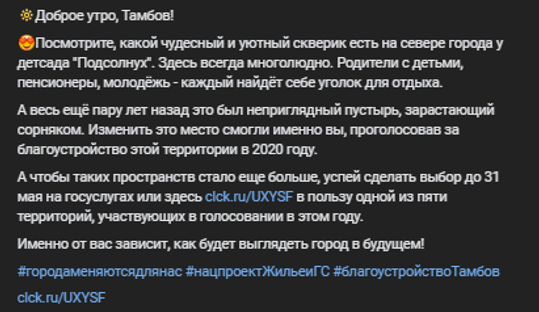 🔆Доброе утро, Тамбов!
😍Посмотрите, какой чудесный и уютный скверик есть на севере города у
детсада "Подсолнух". Здесь всегда многолюдно. Родители с детьми,
пенсионеры, молодёжь - каждый найдёт себе уголок для отдыха.
А весь ещё пару лет назад это был неприглядный пустырь, зарастающий
сорняком. Изменить это место смогли именно вы, проголосовав за
благоустройство этой территории в 2020 году.
А чтобы таких пространств стало еще больше, успей сделать выбор до 31
мая на госуслугах или здесь clck.ru/UXYSF в пользу одной из пяти
территорий, участвующих в голосовании в этом году.
Именно от вас зависит, как будет выглядеть город в будущем!
#городаменяютсядлянас #нацпроектЖильеиГС #благоустройствоТамбов
clck.ru/UXYSF